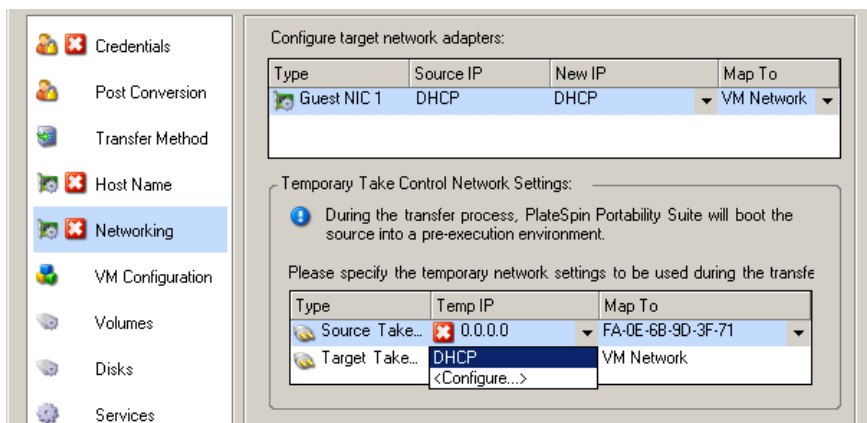 Credentials
Post Conversion
Transfer Method
Host Name
Networking
VM Configuration
Volumes
Disks
Services
Configure target network adapters:
Type Source IP New IP Map To
Guest NIC 1 DHCP DHCP VM Network
Temporary Take Control Network Settings:
During the transfer process, PlateSpin Portability Suite will boot the
source into a pre-execution environment.
Please specify the temporary network settings to be used during the transfe
Type Temp IP Map To
Source Take... 0.0.0.0 FA-0E-6B-9D-3F-71
Target Take... DHCP VM Network
<Configure...>